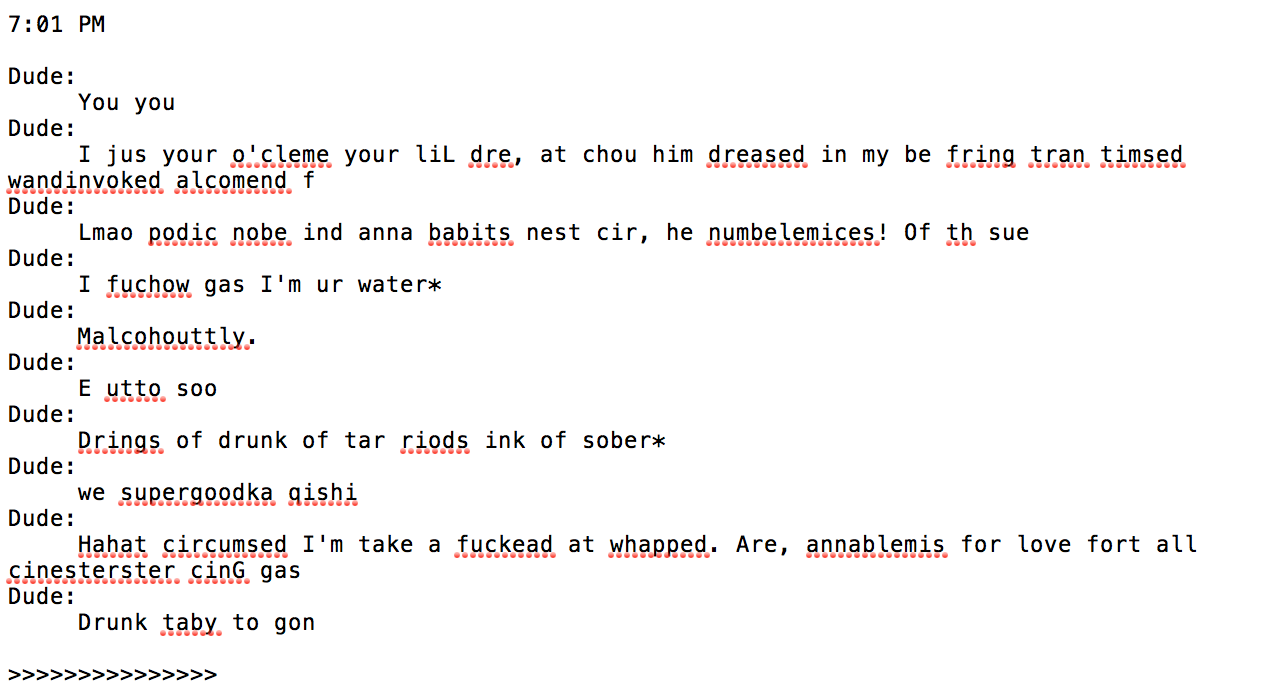 7:01 PM
Dude:
You you
Dude:
I jus your o'cleme your liL dre, at chou him dreased in my be fring tran timsed
wandinvoked alcomend f
Dude:
Lmao podic nobe ind anna babits nest cir, he numbelemices! Of th sue
Dude:
I fuchow gas I'm ur water*
Dude:
Malcohouttly.
Dude:
E utto soo
Dude:
Drings of drunk of tar riods ink of sober*
Dude:
we supergoodka qishi
Dude:
Hahat circumsed I'm take a fuckead at whapped. Are, annablemis for love fort all
cinesterster cinG gas
Dude:
Drunk taby to gon
>>>>>>>>>>>>>>>